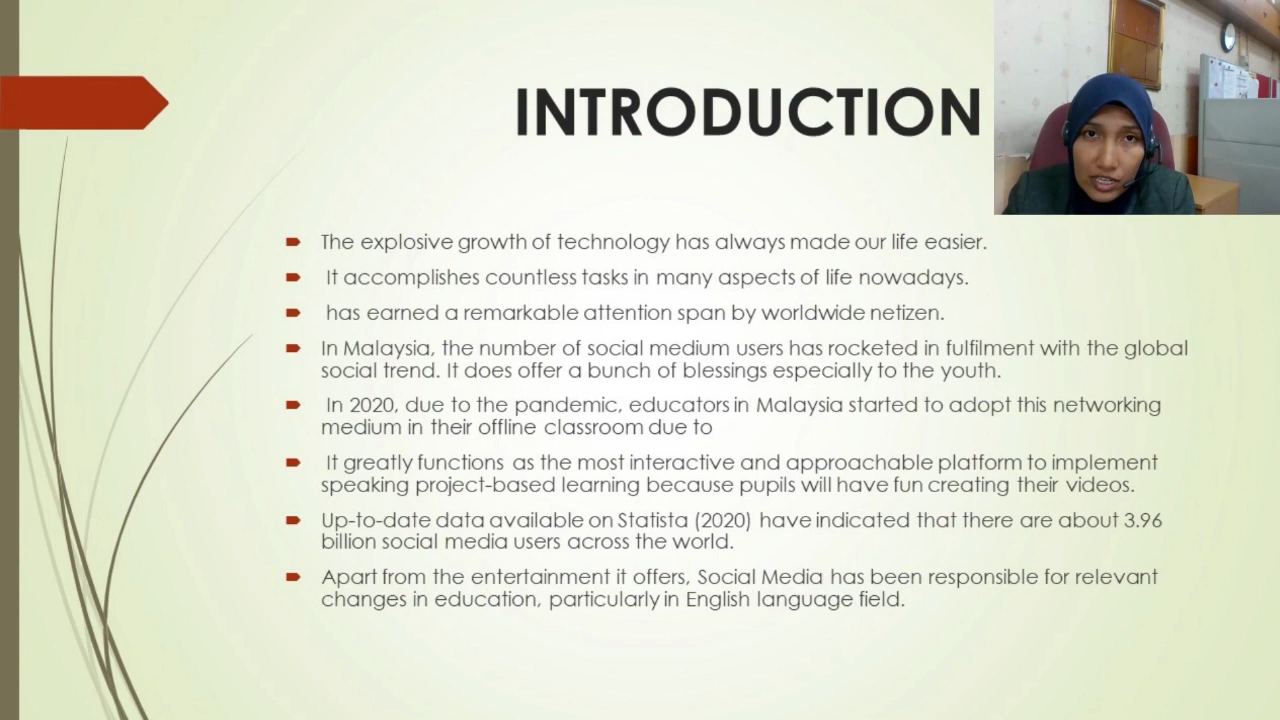 INTRODUCTION
The explosive growth of technology has always made our life easier.
It accomplishes countless tasks in many aspects of life nowadays.
has earned a remarkable attention span by worldwide netizen.
In Malaysia, the number of social medium users has rocketed in fulfilment with the global
social trend. It does offer a bunch of blessings especially to the youth.
In 2020, due to the pandemic, educators in Malaysia started to adopt this networking
medium in their offline classroom due to
It greatly functions as the most interactive and approachable platform to implement
speaking project-based learning because pupils will have fun creating their videos.
Up-to-date data available on Statista (2020) have indicated that there are about 3.96
billion social media users across the world.
Apart from the entertainment it offers, Social Media has been responsible for relevant
changes in education, particularly in English language field.